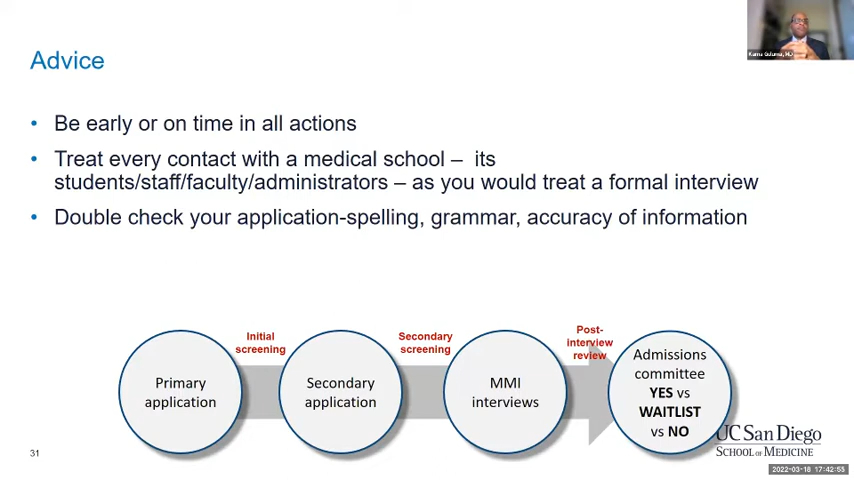 Advice
• Be early or on time in all actions
• Treat every contact with a medical school – its
students/staff/faculty/administrators – as you would treat a formal interview
• Double check your application-spelling, grammar, accuracy of information
Primary
application
Initial
screening
Secondary
application
Secondary
screening
MMI
interviews
Post-
interview
review
Admissions
committee
YES vs
WAITLIST
vs NO
UC San Diego
SCHOOL OF MEDICINE
31
2022-03-18 17:42:55